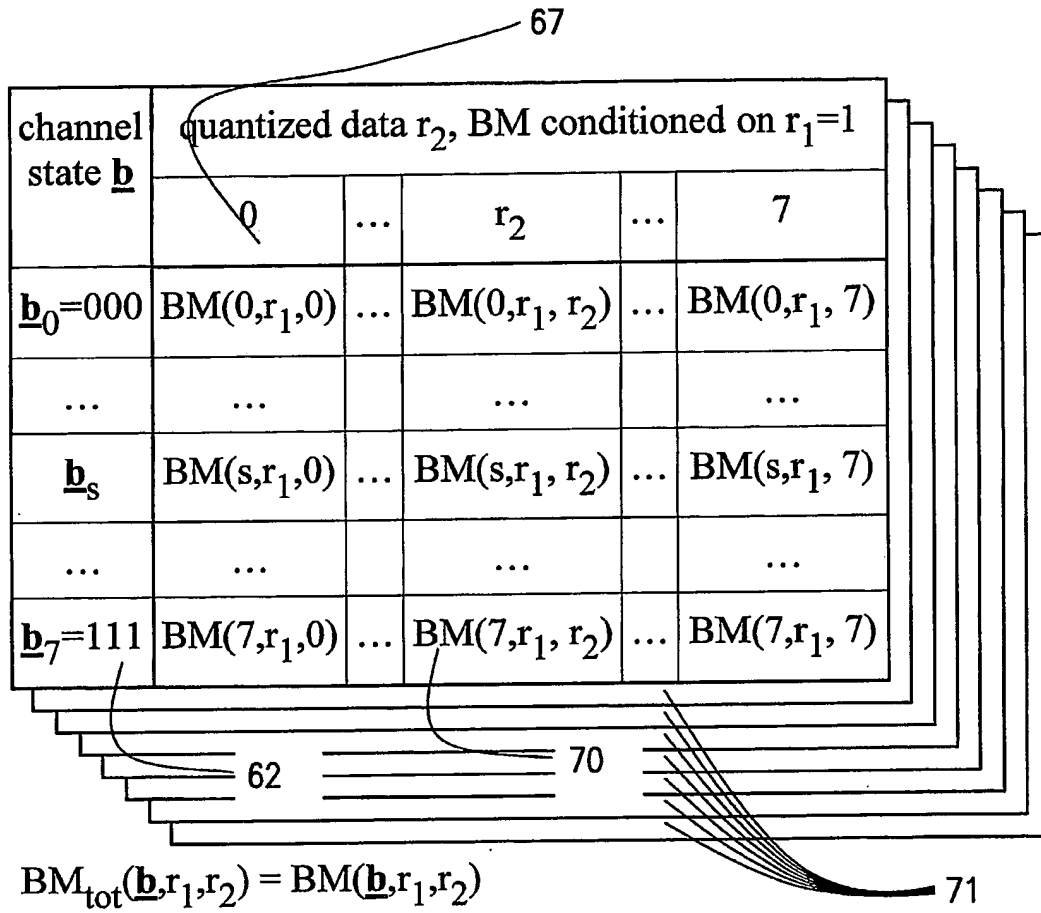 67
channel state b̲ quantized data r₂, BM conditioned on r₁=1
0 ... r₂ ... 7
b̲₀=000 BM(0,r₁,0) ... BM(0,r₁, r₂) ... BM(0,r₁, 7)
... ... ... ...
b̲ₛ BM(s,r₁,0) ... BM(s,r₁, r₂) ... BM(s,r₁, 7)
... ... ... ...
b̲₇=111 BM(7,r₁,0) ... BM(7,r₁, r₂) ... BM(7,r₁, 7)
62 70
BMₜₒₜ(b̲,r₁,r₂) = BM(b̲,r₁,r₂)
71